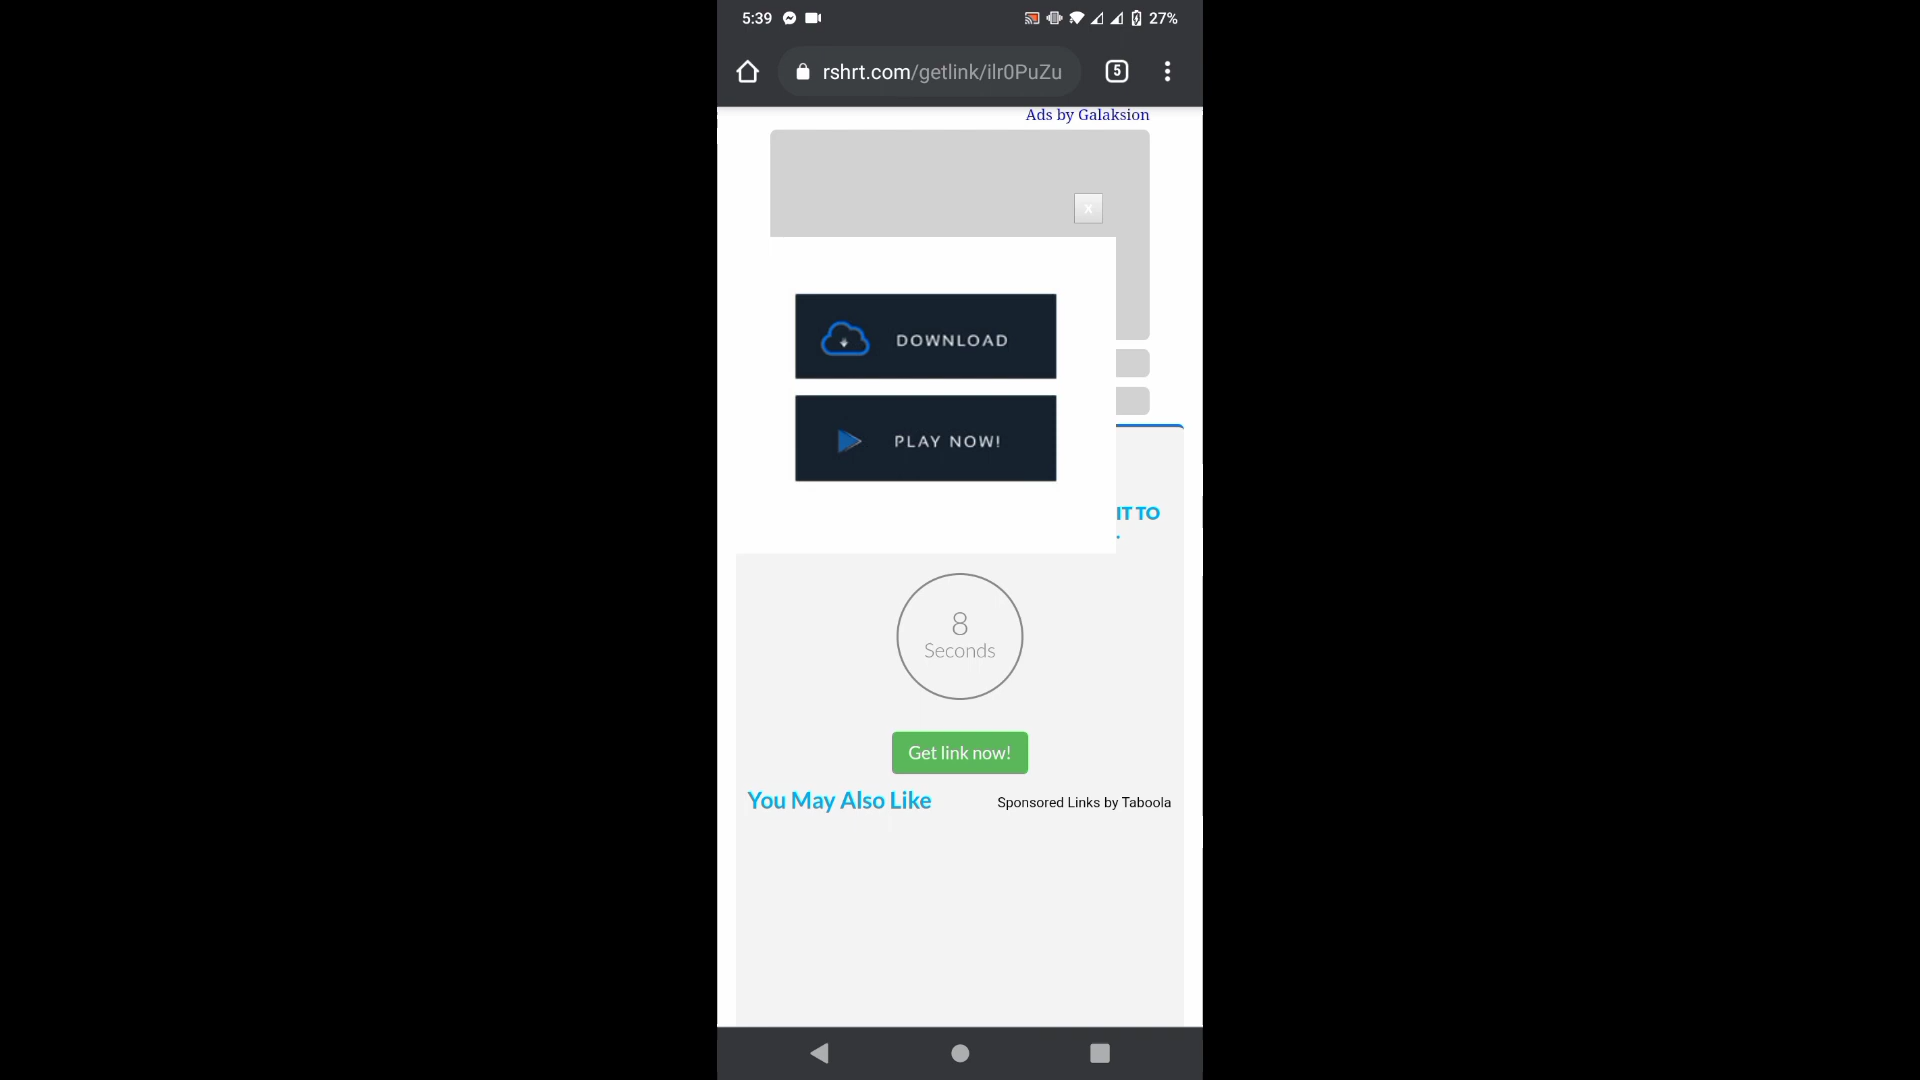 5:39
27%
rshrt.com/getlink/ilr0PuZu
5
Ads by Galaksion
x
DOWNLOAD
PLAY NOW!
IT TO
.
8
Seconds
Get link now!
You May Also Like
Sponsored Links by Taboola